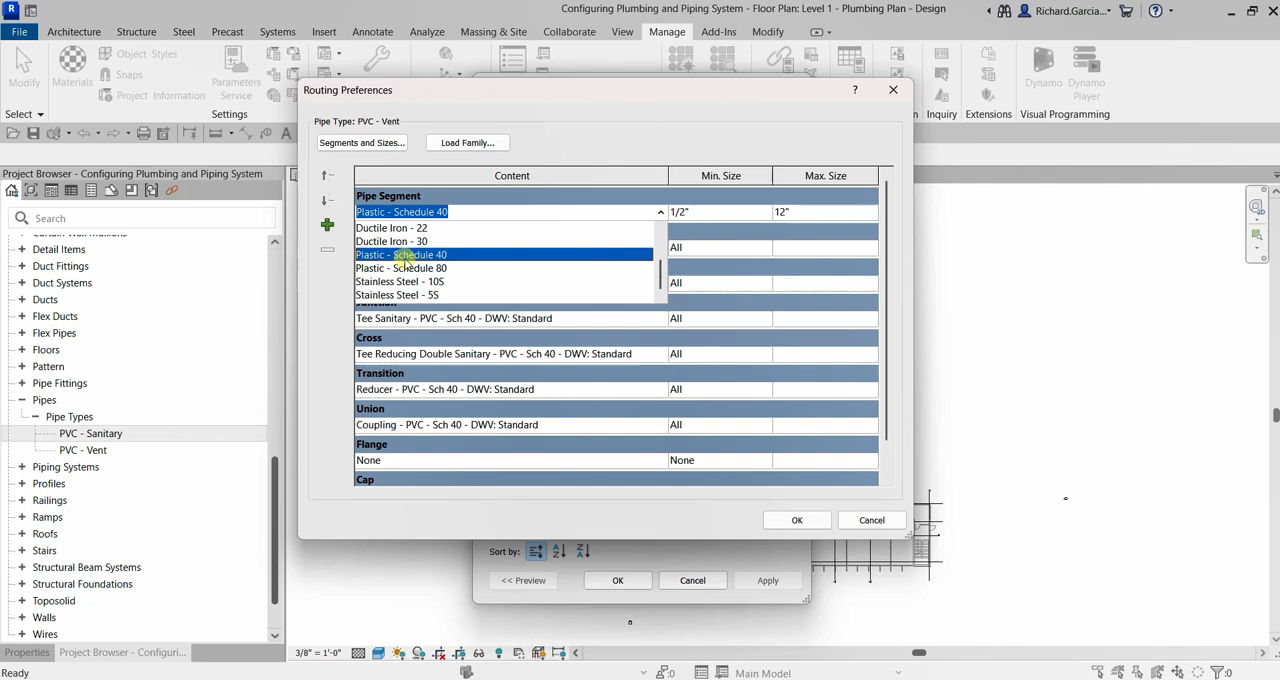 Configuring Plumbing and Piping System - Floor Plan: Level 1 - Plumbing Plan - Design
Richard.Garcia...
File Architecture Structure Steel Precast Systems Insert Annotate Analyze Massing & Site Collaborate View Manage Add-Ins Modify
Modify
Materials
Object Styles
Snaps
Project Information
Parameters
Service
Dynamo
Dynamo
Player
Select
Settings
Inquiry
Extensions
Visual Programming
Routing Preferences
? ×
Pipe Type: PVC - Vent
Segments and Sizes...
Load Family...
Content
Min. Size
Max. Size
Pipe Segment
Plastic - Schedule 40
1/2"
12"
Ductile Iron - 22
Ductile Iron - 30
Plastic - Schedule 40
Plastic - Schedule 80
Stainless Steel - 10S
Stainless Steel - 5S
All
All
Junction
Tee Sanitary - PVC - Sch 40 - DWV: Standard
All
Cross
Tee Reducing Double Sanitary - PVC - Sch 40 - DWV: Standard
All
Transition
Reducer - PVC - Sch 40 - DWV: Standard
All
Union
Coupling - PVC - Sch 40 - DWV: Standard
All
Flange
None
None
Cap
OK
Cancel
Sort by:
<< Preview
OK
Cancel
Apply
Project Browser - Configuring Plumbing and Piping System
Search
Detail Items
Duct Fittings
Duct Systems
Ducts
Flex Ducts
Flex Pipes
Floors
Pattern
Pipe Fittings
Pipes
Pipe Types
PVC - Sanitary
PVC - Vent
Piping Systems
Profiles
Railings
Ramps
Roofs
Stairs
Structural Beam Systems
Structural Foundations
Toposolid
Walls
Wires
Properties
Project Browser - Configuri...
3/8" = 1'-0"
Ready
:0
Main Model
:0